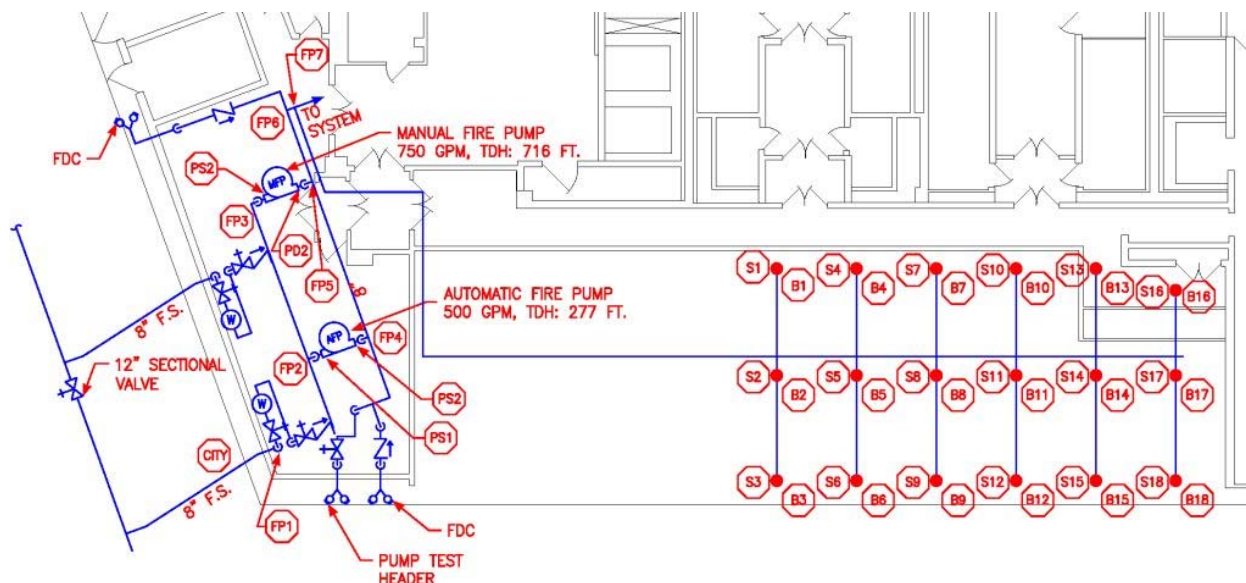 FP7
TO
SYSTEM
FP6
MANUAL FIRE PUMP
750 GPM, TDH: 716 FT.
FDC
PS2
MFP
FP3
PD2
FP5
8"
AUTOMATIC FIRE PUMP
500 GPM, TDH: 277 FT.
8" F.S.
W
AFP
FP4
12" SECTIONAL
VALVE
FP2
PS2
W
PS1
CITY
8" F.S.
FP1
FDC
PUMP TEST
HEADER
S1
B1
S4
B4
S7
B7
S10
B10
S13
B13
S16
B16
S2
B2
S5
B5
S8
B8
S11
B11
S14
B14
S17
B17
S3
B3
S6
B6
S9
B9
S12
B12
S15
B15
S18
B18